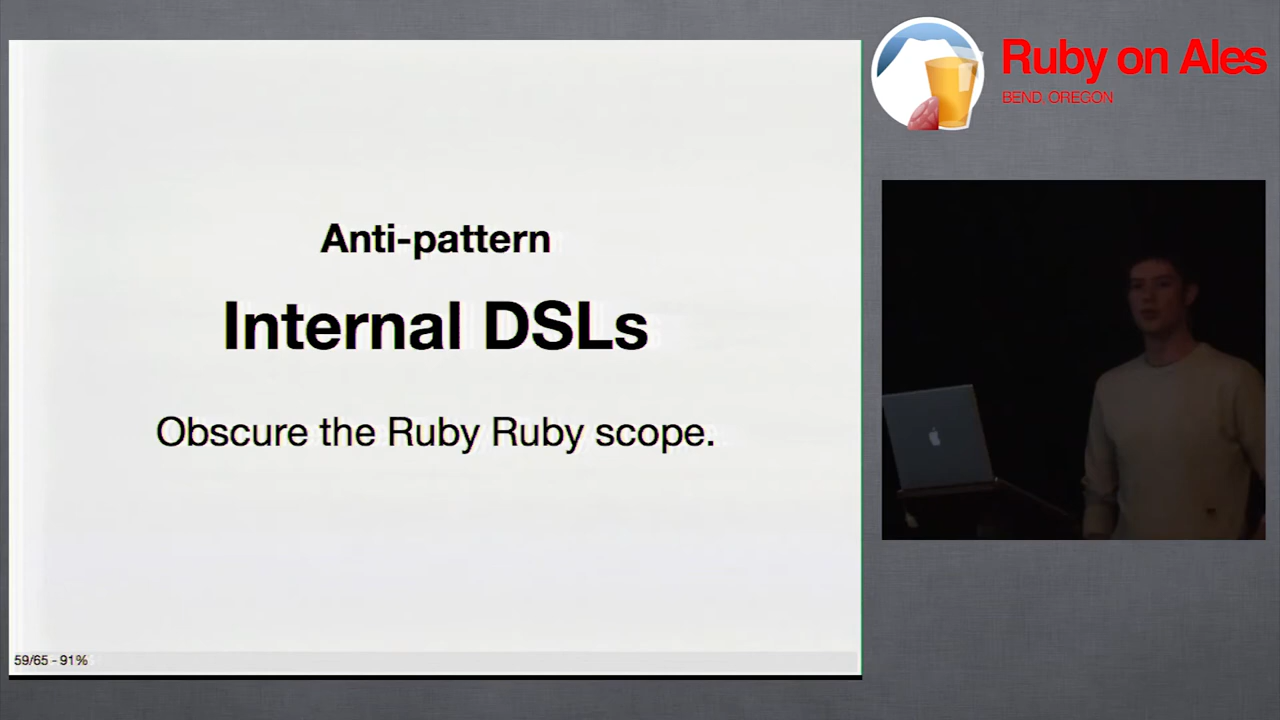 Anti-pattern
Internal DSLs
Obscure the Ruby Ruby scope.
59/65 - 91%
Ruby on Ales
BEND OREGON